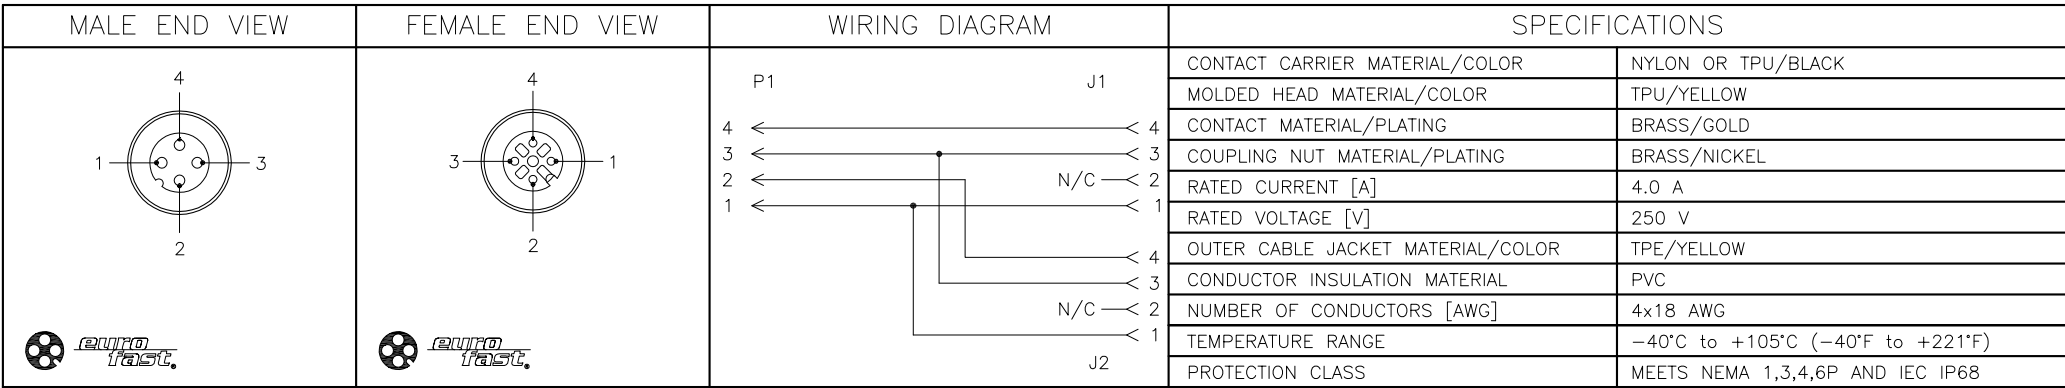 MALE END VIEW
4
1 3
2
euro
fast.
FEMALE END VIEW
4
3 1
2
euro
fast.
WIRING DIAGRAM
P1 J1
4 4
3 3
2 N/C 2
1 1
4
3
N/C 2
1
J2
SPECIFICATIONS
CONTACT CARRIER MATERIAL/COLOR NYLON OR TPU/BLACK
MOLDED HEAD MATERIAL/COLOR TPU/YELLOW
CONTACT MATERIAL/PLATING BRASS/GOLD
COUPLING NUT MATERIAL/PLATING BRASS/NICKEL
RATED CURRENT [A] 4.0 A
RATED VOLTAGE [V] 250 V
OUTER CABLE JACKET MATERIAL/COLOR TPE/YELLOW
CONDUCTOR INSULATION MATERIAL PVC
NUMBER OF CONDUCTORS [AWG] 4x18 AWG
TEMPERATURE RANGE −40°C to +105°C (−40°F to +221°F)
PROTECTION CLASS MEETS NEMA 1,3,4,6P AND IEC IP68